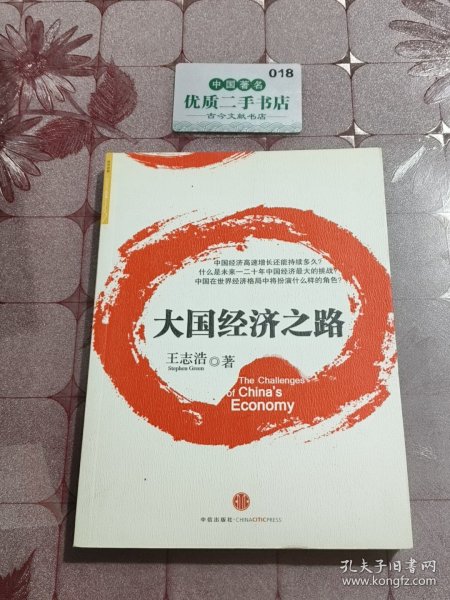 018
中国著名
优质二手书店
古今文献书店
中国经济高速增长还能持续多久？
什么是未来一二十年中国经济最大的挑战？
中国在世界经济格局中将扮演什么样的角色？
大国经济之路
王志浩◎著
Stephen Green
The Challenges
of China's
Economy
中信出版社·CHINACITICPRESS
孔夫子旧书网
www.kongfz.com